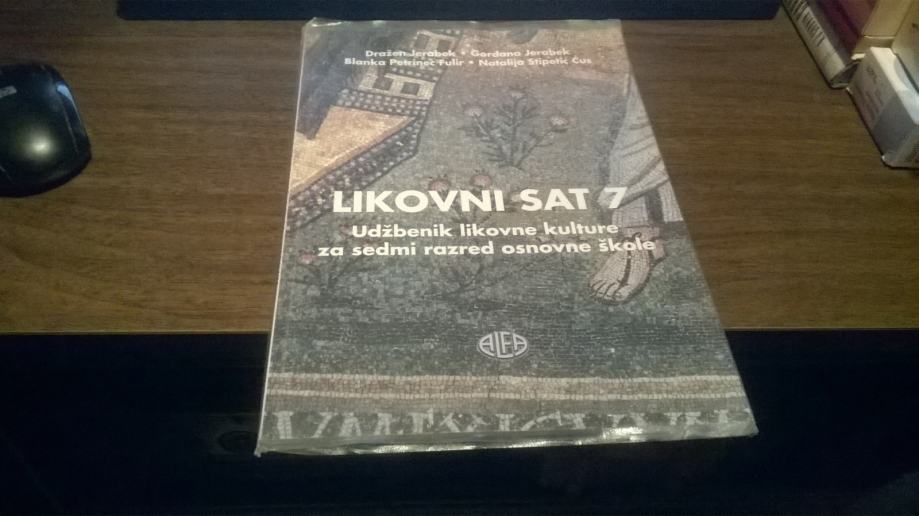 Dražen Jerabek • Gordana Jerabek
Blanka Petrinec Fulir • Natalija Stipetić Čus
LIKOVNI SAT 7
Udžbenik likovne kulture
za sedmi razred osnovne škole
ALFA